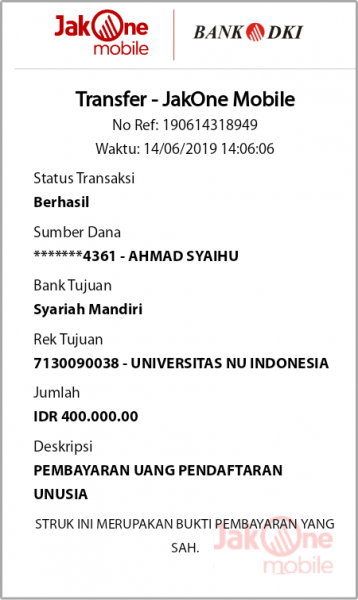 JakOne
mobile
BANK DKI
Transfer - JakOne Mobile
No Ref: 190614318949
Waktu: 14/06/2019 14:06:06
Status Transaksi
Berhasil
Sumber Dana
*******4361 - AHMAD SYAIHU
Bank Tujuan
Syariah Mandiri
Rek Tujuan
7130090038 - UNIVERSITAS NU INDONESIA
Jumlah
IDR 400.000.00
Deskripsi
PEMBAYARAN UANG PENDAFTARAN
UNUSIA
STRUK INI MERUPAKAN BUKTI PEMBAYARAN YANG
SAH.
JakOne
mobile